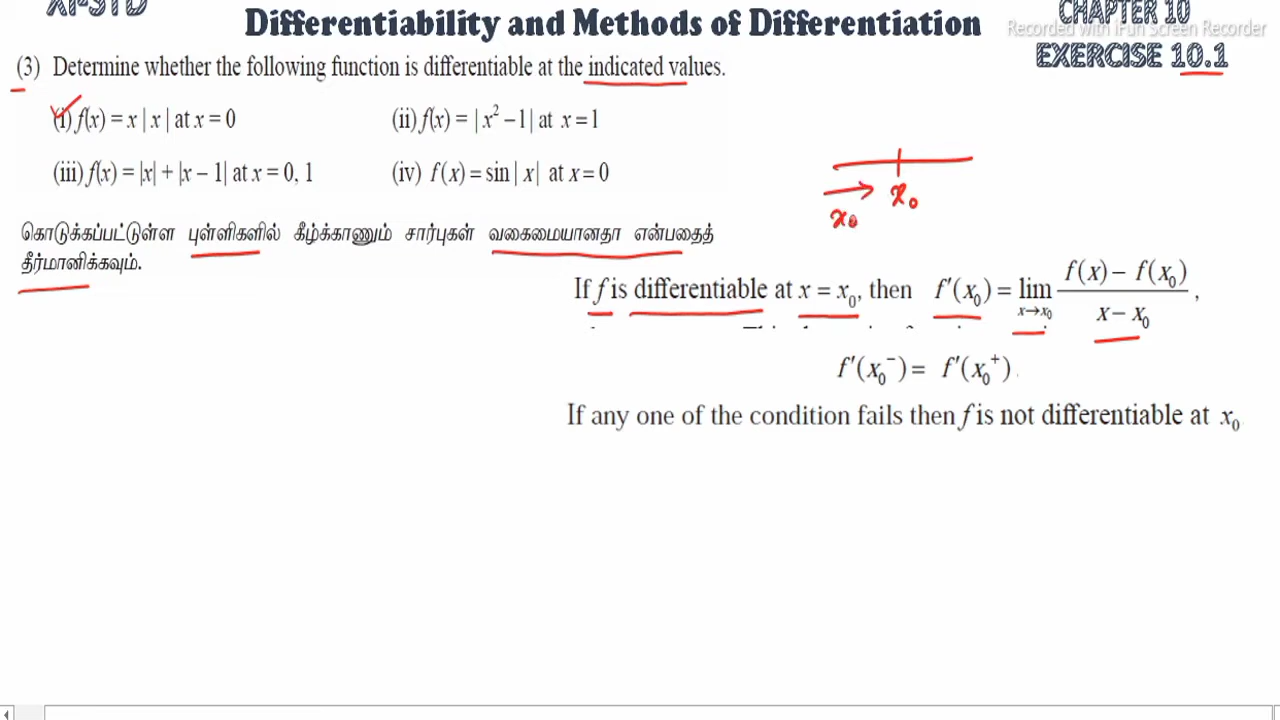 XI-STD
Differentiability and Methods of Differentiation
CHAPTER 10
Recorded with iFun Screen Recorder
EXERCISE 10.1
(3) Determine whether the following function is differentiable at the indicated values.
(i) f(x) = x | x | at x = 0
(ii) f(x) = | x² − 1 | at x = 1
(iii) f(x) = |x| + |x − 1| at x = 0, 1
(iv) f(x) = sin | x | at x = 0
x₀
x₀
கொடுக்கப்பட்டுள்ள புள்ளிகளில் கீழ்க்காணும் சார்புகள் வகைமையானதா என்பதைத்
தீர்மானிக்கவும்.
If f is differentiable at x = x₀, then f′(x₀) = lim x→x₀ (f(x) − f(x₀))/(x − x₀),
f′(x₀⁻) = f′(x₀⁺).
If any one of the condition fails then f is not differentiable at x₀